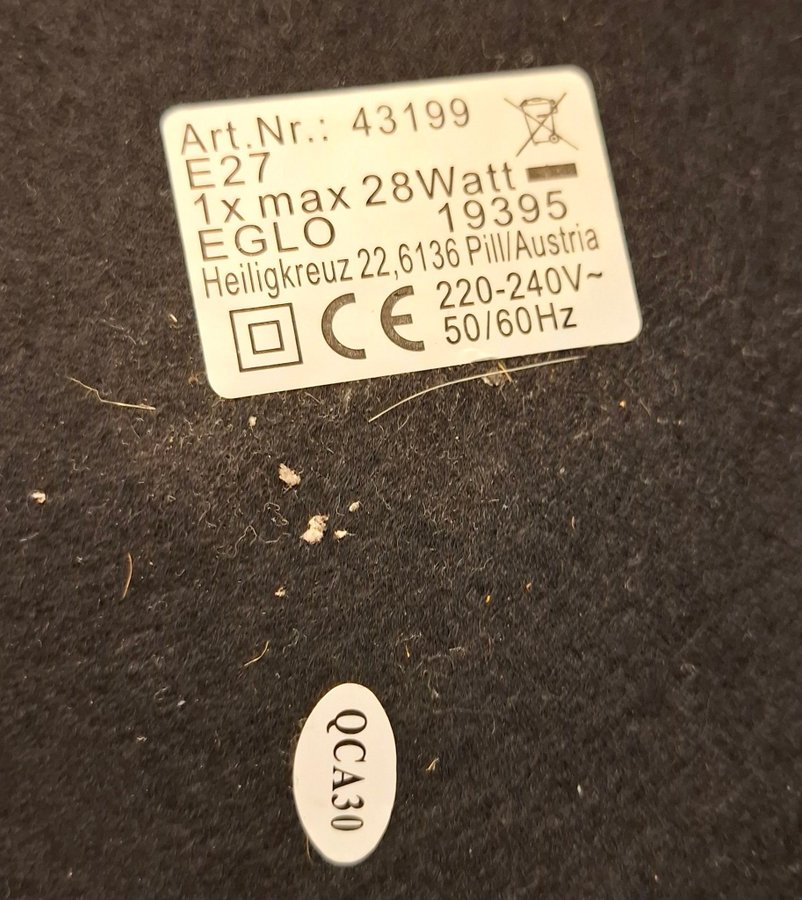 Art.Nr.: 43199
E27
1x max 28Watt
EGLO 19395
Heiligkreuz 22,6136 Pill/Austria
CE 220-240V~
50/60Hz
QCA30